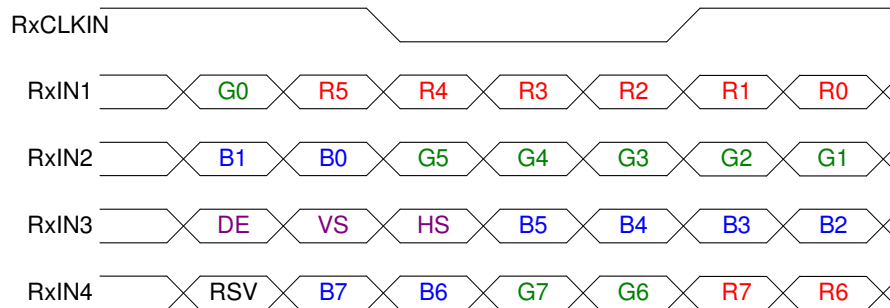 RxCLKIN
RxIN1 G0 R5 R4 R3 R2 R1 R0
RxIN2 B1 B0 G5 G4 G3 G2 G1
RxIN3 DE VS HS B5 B4 B3 B2
RxIN4 RSV B7 B6 G7 G6 R7 R6